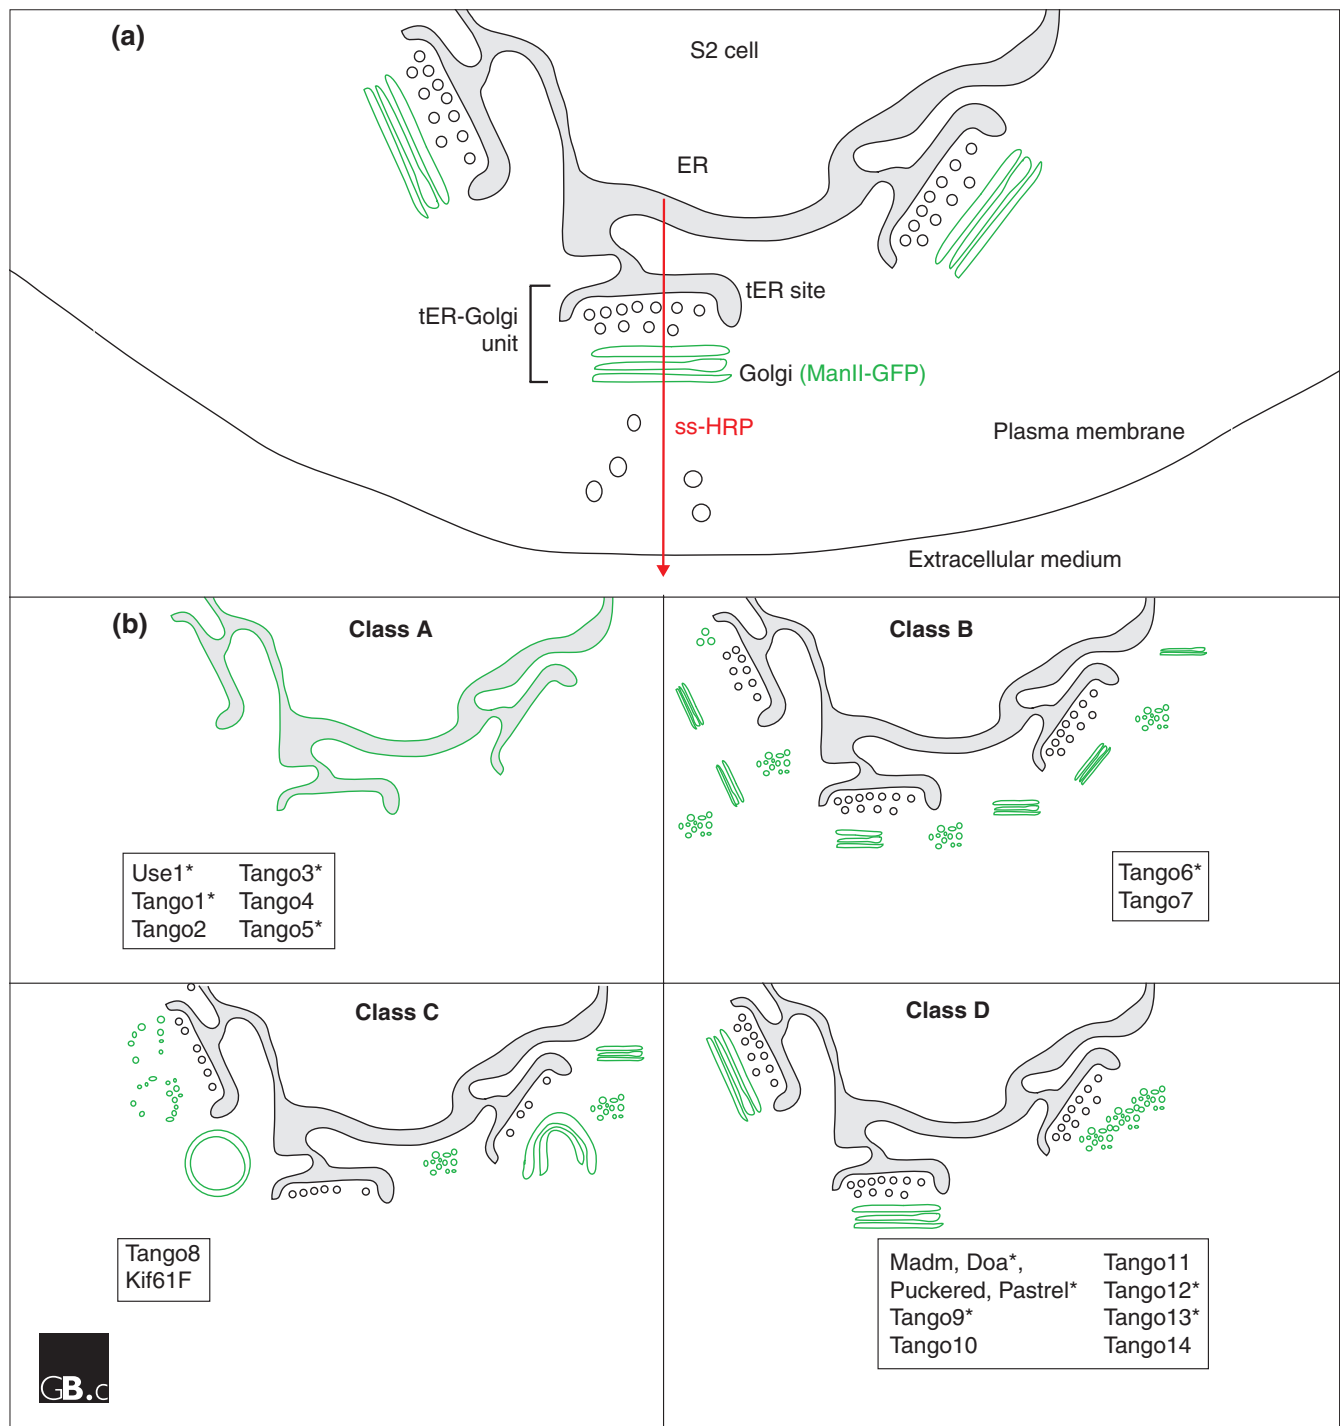 (a)
S2 cell
ER
tER site
tER-Golgi
unit
Golgi (ManII-GFP)
ss-HRP
Plasma membrane
Extracellular medium
(b)
Class A
Use1* Tango3*
Tango1* Tango4
Tango2 Tango5*
Class B
Tango6*
Tango7
Class C
Tango8
Kif61F
Class D
Madm, Doa*, Tango11
Puckered, Pastrel* Tango12*
Tango9* Tango13*
Tango10 Tango14
GB.c